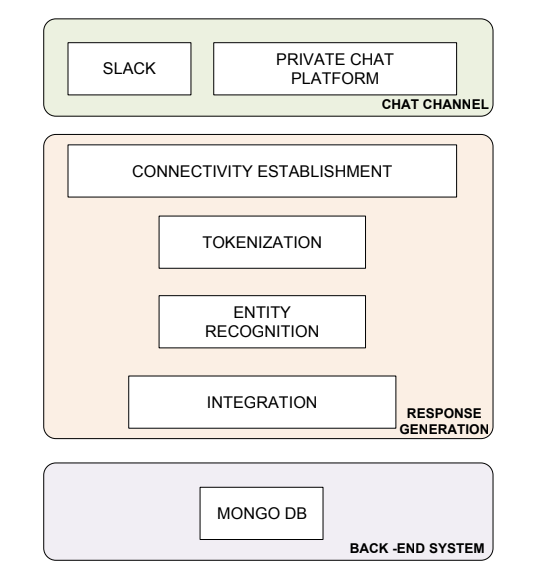 SLACK
PRIVATE CHAT
PLATFORM
CHAT CHANNEL
CONNECTIVITY ESTABLISHMENT
TOKENIZATION
ENTITY
RECOGNITION
INTEGRATION
RESPONSE
GENERATION
MONGO DB
BACK -END SYSTEM